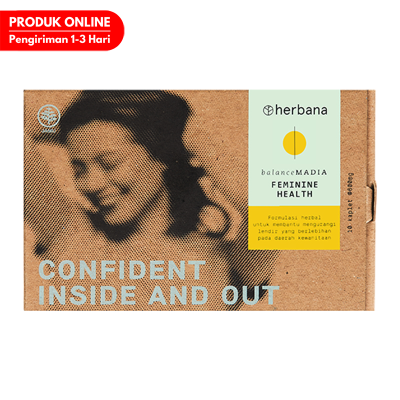 PRODUK ONLINE
Pengiriman 1-3 Hari
herbana
balanceMADIA
FEMININE
HEALTH
Formulasi herbal
untuk membantu mengurangi
lendir yang berlebihan
pada daerah kewanitaan
10 kaplet @600mg
CONFIDENT
INSIDE AND OUT